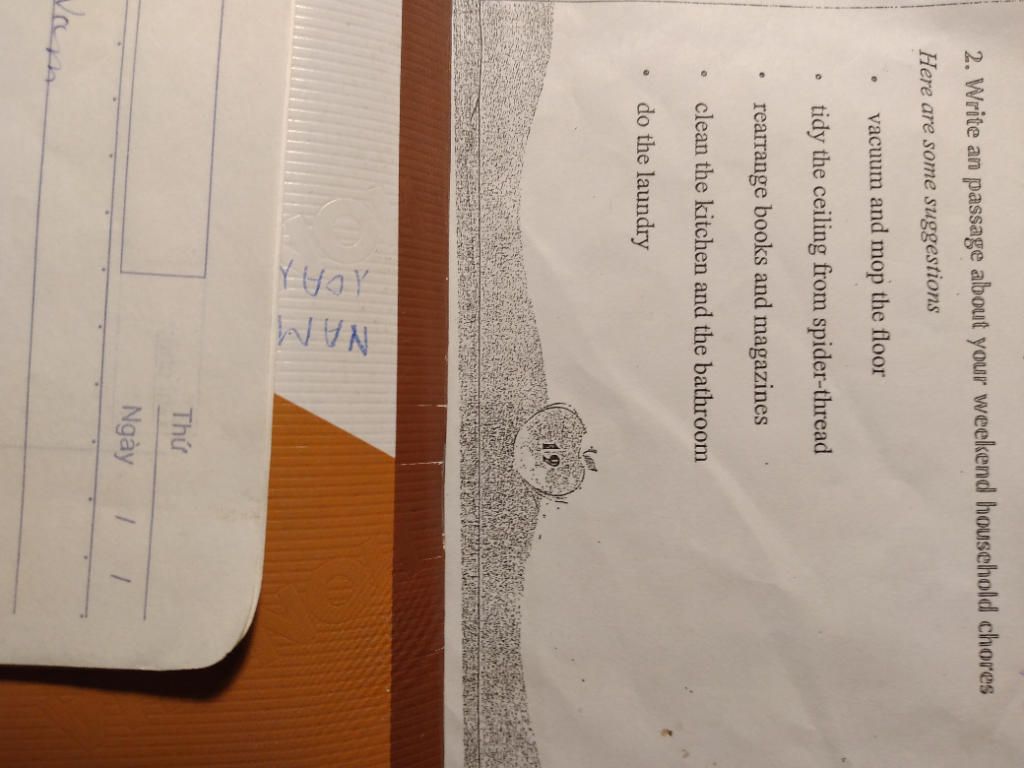 2. Write an passage about your weekend household chores
Here are some suggestions
• vacuum and mop the floor
• tidy the ceiling from spider-thread
• rearrange books and magazines
• clean the kitchen and the bathroom
• do the laundry
19
Thứ
Ngày / /
NAM